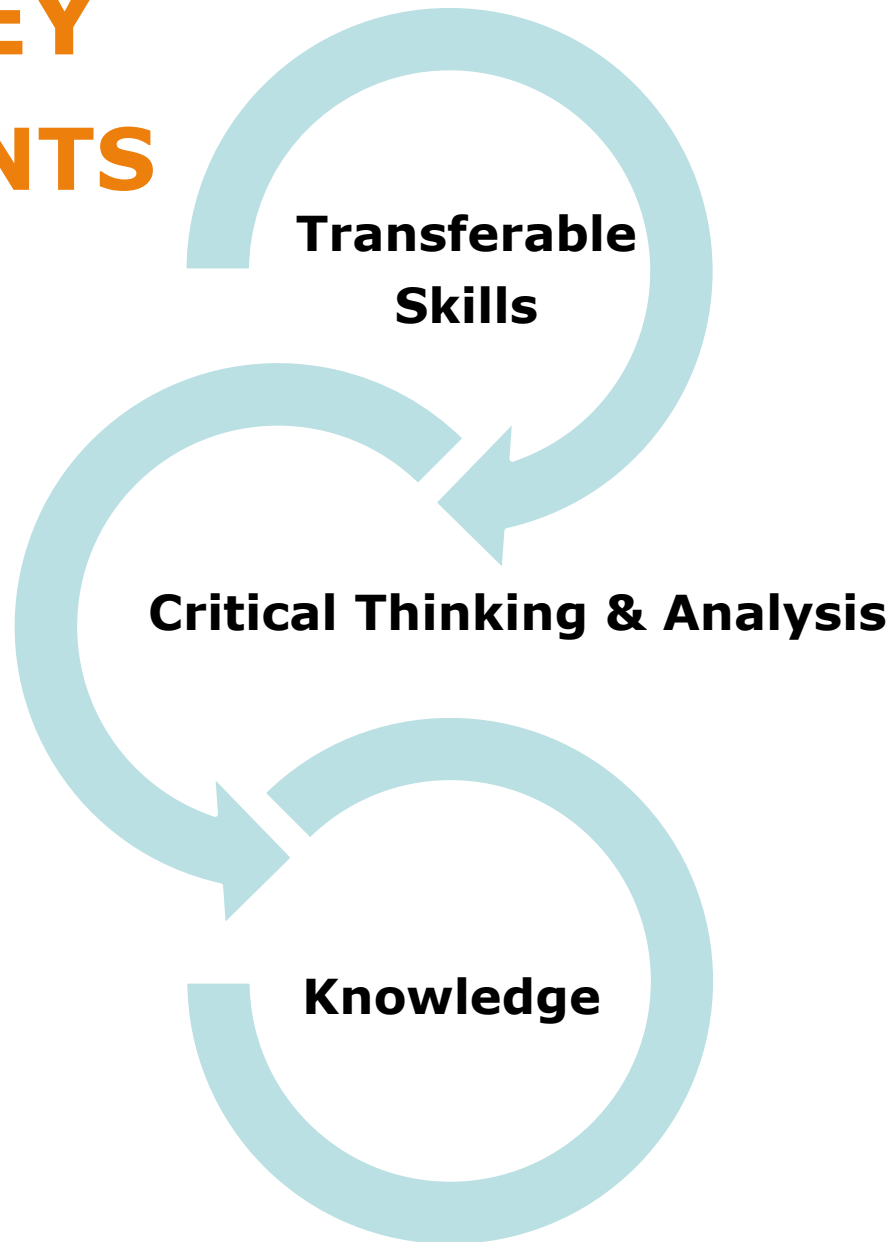 EY
NTS
Transferable
Skills
Critical Thinking & Analysis
Knowledge